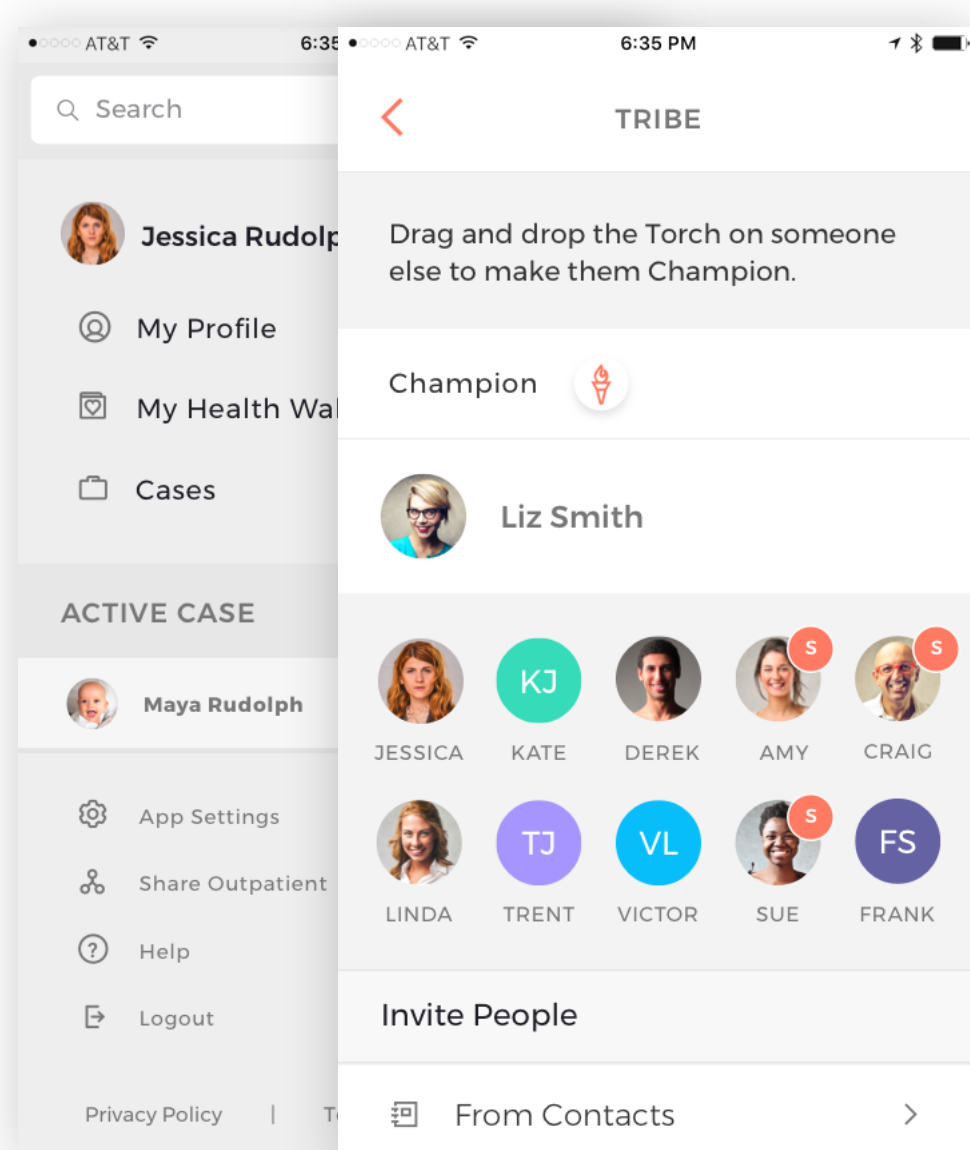 AT&T 6:35
Search
Jessica Rudolp
My Profile
My Health Wal
Cases
ACTIVE CASE
Maya Rudolph
App Settings
Share Outpatient
Help
Logout
Privacy Policy | T
AT&T 6:35 PM
TRIBE
Drag and drop the Torch on someone
else to make them Champion.
Champion
Liz Smith
KJ S S
JESSICA KATE DEREK AMY CRAIG
TJ VL S FS
LINDA TRENT VICTOR SUE FRANK
Invite People
From Contacts